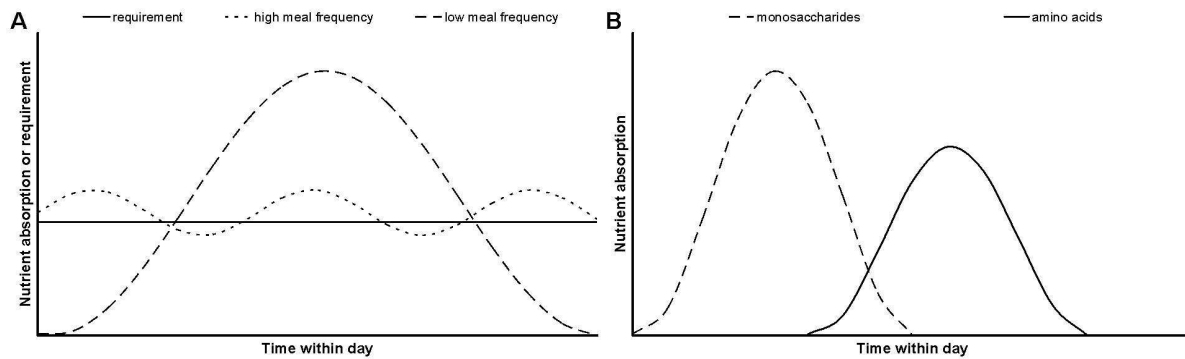 A
requirement
high meal frequency
low meal frequency
Nutrient absorption or requirement
Time within day
B
monosaccharides
amino acids
Nutrient absorption
Time within day